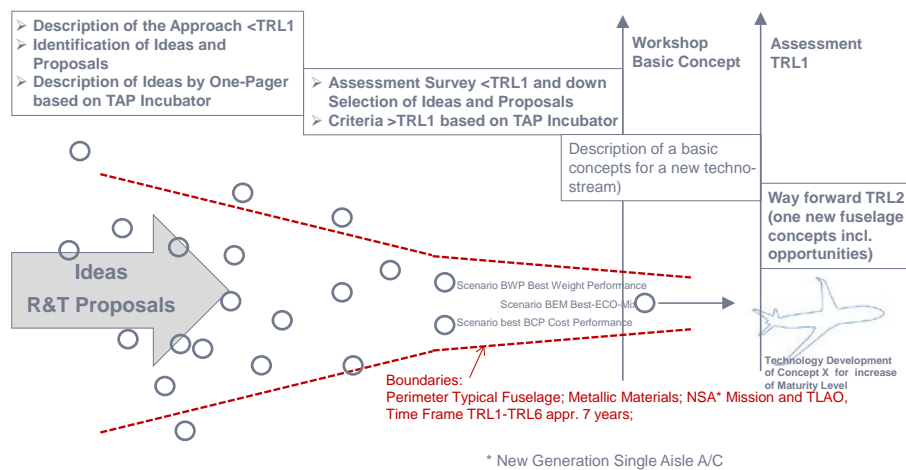 ➢ Description of the Approach <TRL1
➢ Identification of Ideas and
Proposals
➢ Description of Ideas by One-Pager
based on TAP Incubator
➢ Assessment Survey <TRL1 and down
Selection of Ideas and Proposals
➢ Criteria >TRL1 based on TAP Incubator
Workshop
Basic Concept
Assessment
TRL1
Description of a basic
concepts for a new techno-
stream)
Way forward TRL2
(one new fuselage
concepts incl.
opportunities)
Ideas
R&T Proposals
Scenario BWP Best Weight Performance
Scenario BEM Best-ECO-Mix
Scenario best BCP Cost Performance
Technology Development
of Concept X for increase
of Maturity Level
Boundaries:
Perimeter Typical Fuselage; Metallic Materials; NSA* Mission and TLAO,
Time Frame TRL1-TRL6 appr. 7 years;
* New Generation Single Aisle A/C